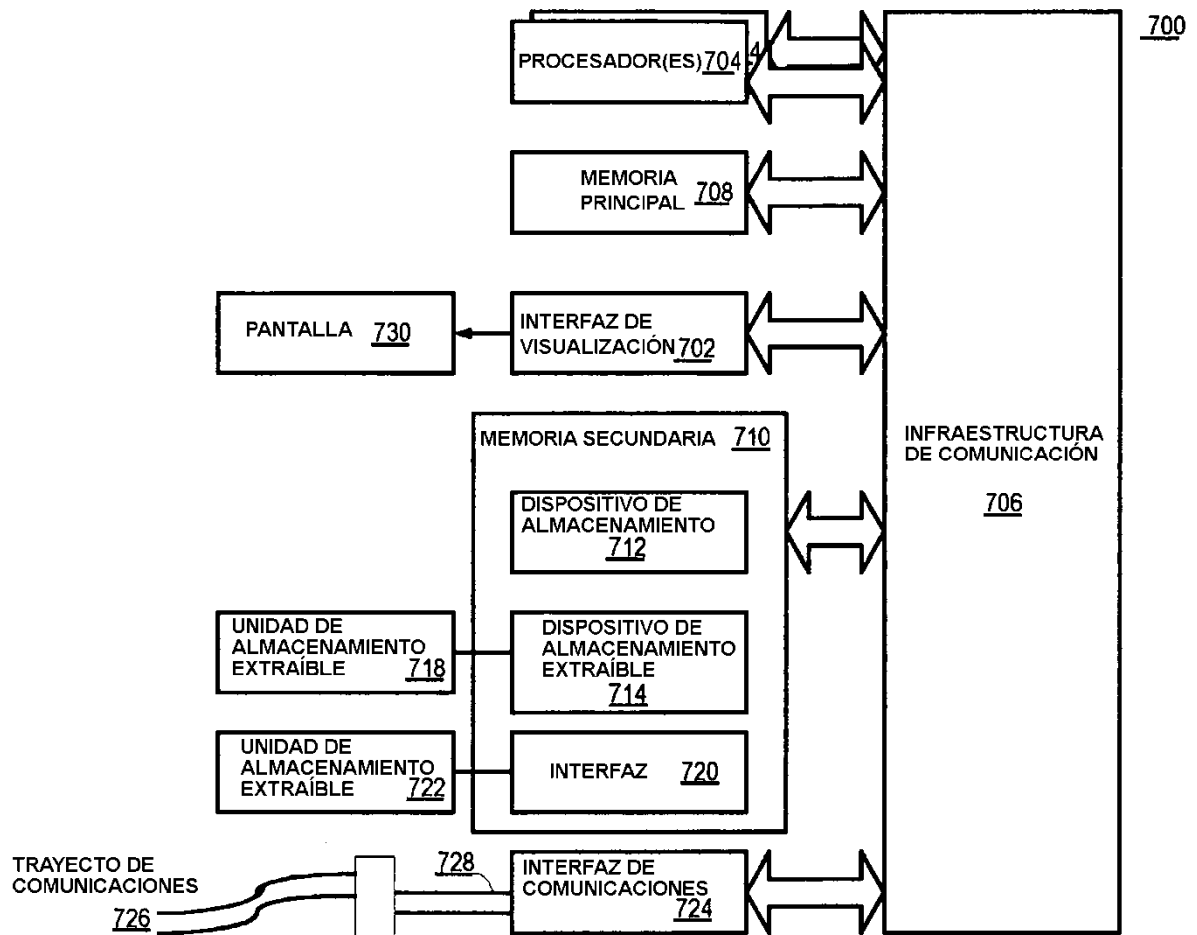 700
PROCESADOR(ES) 704
4
MEMORIA
PRINCIPAL 708
PANTALLA 730
INTERFAZ DE
VISUALIZACIÓN 702
MEMORIA SECUNDARIA 710
INFRAESTRUCTURA
DE COMUNICACIÓN
706
DISPOSITIVO DE
ALMACENAMIENTO
712
UNIDAD DE
ALMACENAMIENTO
EXTRAÍBLE 718
DISPOSITIVO DE
ALMACENAMIENTO
EXTRAÍBLE
714
UNIDAD DE
ALMACENAMIENTO
EXTRAÍBLE 722
INTERFAZ 720
TRAYECTO DE
COMUNICACIONES
726
728
INTERFAZ DE
COMUNICACIONES
724